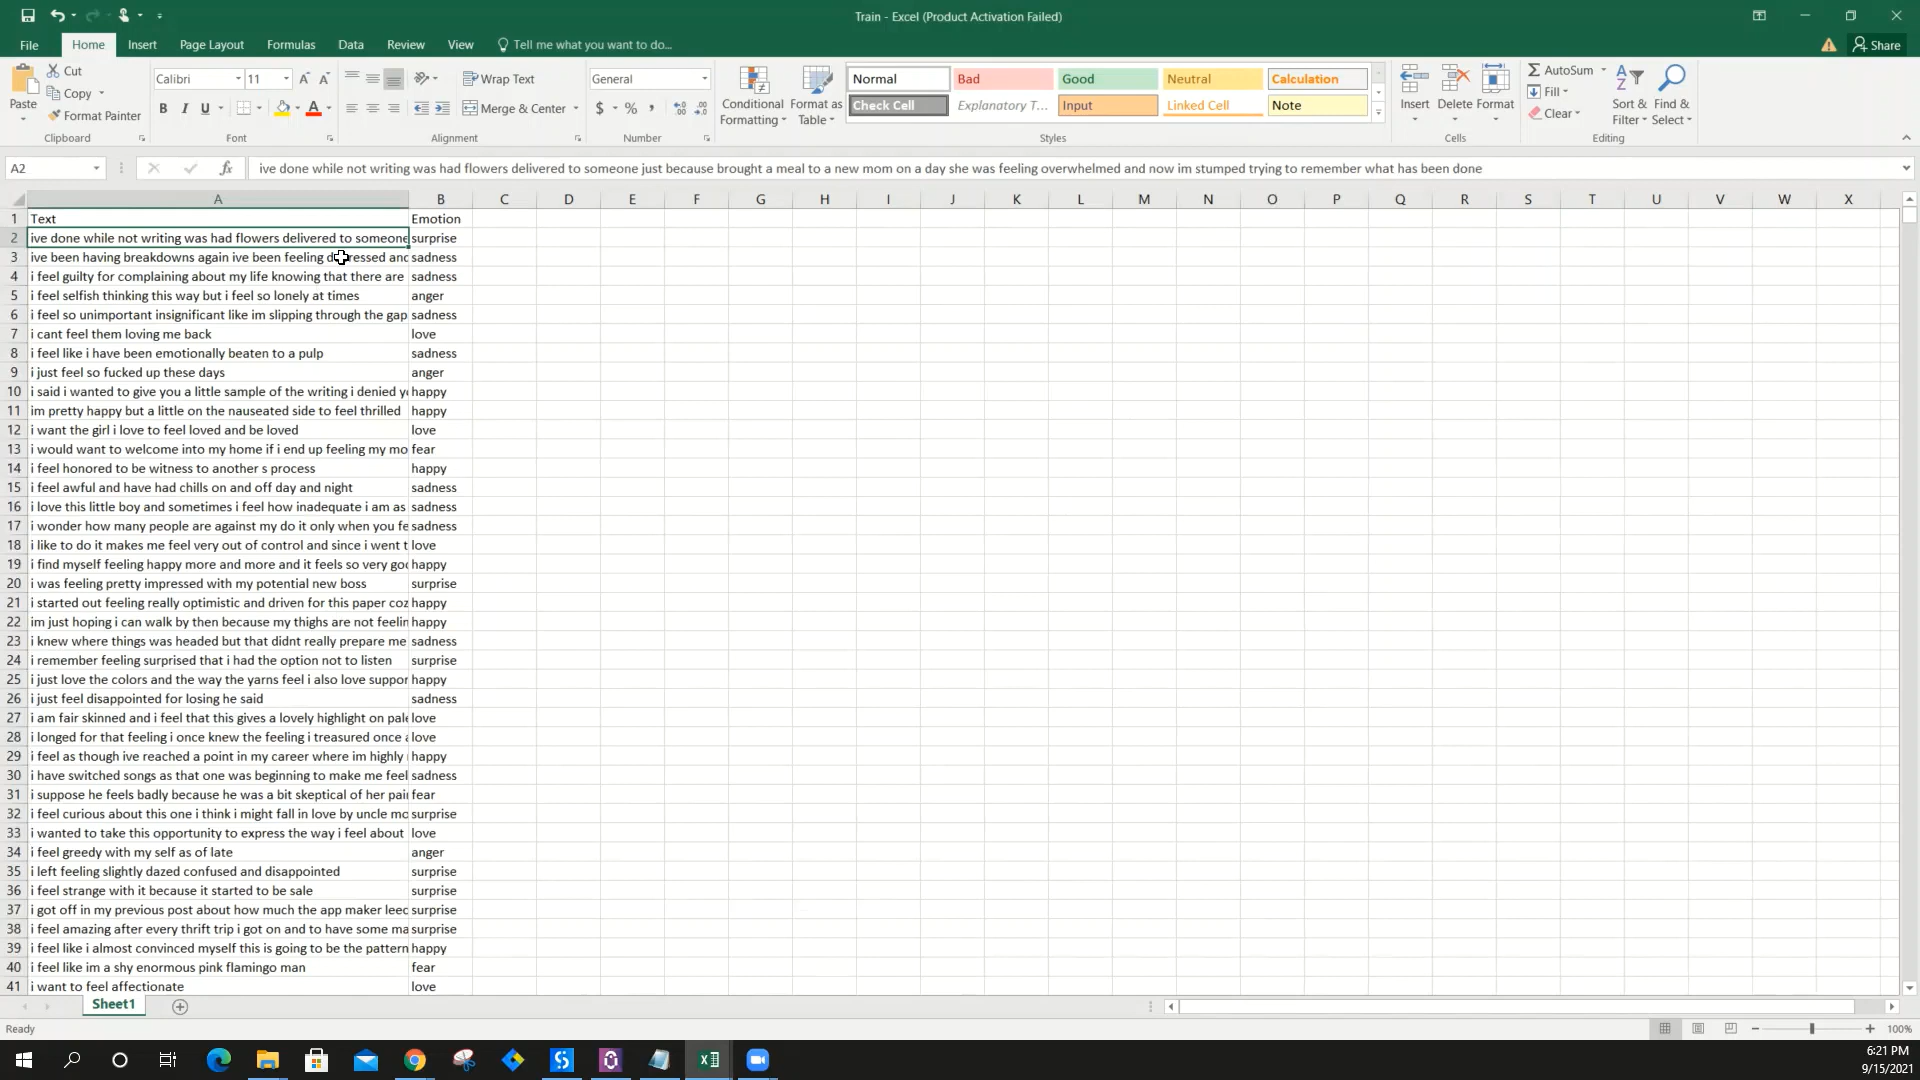 Train - Excel (Product Activation Failed)
File Home Insert Page Layout Formulas Data Review View Tell me what you want to do... Share
Paste Cut Copy Format Painter Clipboard
Calibri 11 B I U A Font
Wrap Text Merge & Center Alignment
General $ % , Number
Conditional Formatting Format as Table
Normal Bad Good Neutral Calculation
Check Cell Explanatory T... Input Linked Cell Note
Styles
Insert Delete Format Cells
AutoSum Fill Clear Sort & Filter Find & Select Editing
A2 fx ive done while not writing was had flowers delivered to someone just because brought a meal to a new mom on a day she was feeling overwhelmed and now im stumped trying to remember what has been done
A B C D E F G H I J K L M N O P Q R S T U V W X
1 Text Emotion
2 ive done while not writing was had flowers delivered to someone surprise
3 ive been having breakdowns again ive been feeling and sadness
4 i feel guilty for complaining about my life knowing that there are sadness
5 i feel selfish thinking this way but i feel so lonely at times anger
6 i feel so unimportant insignificant like im slipping through the gap sadness
7 i cant feel them loving me back love
8 i feel like i have been emotionally beaten to a pulp sadness
9 i just feel so fucked up these days anger
10 i said i wanted to give you a little sample of the writing i denied yo happy
11 im pretty happy but a little on the nauseated side to feel thrilled happy
12 i want the girl i love to feel loved and be loved love
13 i would want to welcome into my home if i end up feeling my mo fear
14 i feel honored to be witness to another s process happy
15 i feel awful and have had chills on and off day and night sadness
16 i love this little boy and sometimes i feel how inadequate i am as sadness
17 i wonder how many people are against my do it only when you fe sadness
18 i like to do it makes me feel very out of control and since i went t love
19 i find myself feeling happy more and more and it feels so very goo happy
20 i was feeling pretty impressed with my potential new boss surprise
21 i started out feeling really optimistic and driven for this paper coz happy
22 im just hoping i can walk by then because my thighs are not feelin happy
23 i knew where things was headed but that didnt really prepare me sadness
24 i remember feeling surprised that i had the option not to listen surprise
25 i just love the colors and the way the yarns feel i also love suppor happy
26 i just feel disappointed for losing he said sadness
27 i am fair skinned and i feel that this gives a lovely highlight on pale love
28 i longed for that feeling i once knew the feeling i treasured once a love
29 i feel as though ive reached a point in my career where im highly happy
30 i have switched songs as that one was beginning to make me feel sadness
31 i suppose he feels badly because he was a bit skeptical of her pain fear
32 i feel curious about this one i think i might fall in love by uncle mo surprise
33 i wanted to take this opportunity to express the way i feel about love
34 i feel greedy with my self as of late anger
35 i left feeling slightly dazed confused and disappointed surprise
36 i feel strange with it because it started to be sale surprise
37 i got off in my previous post about how much the app maker leec surprise
38 i feel amazing after every thrift trip i got on and to have some ma surprise
39 i feel like i almost convinced myself this is going to be the pattern happy
40 i feel like im a shy enormous pink flamingo man fear
41 i want to feel affectionate love
Sheet1
Ready 100%
6:21 PM
9/15/2021